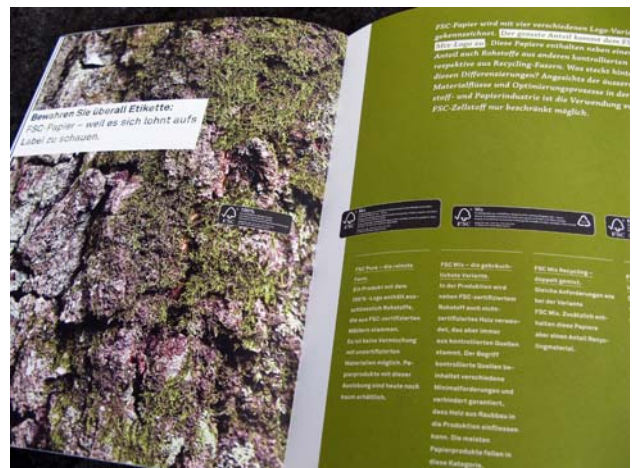 Bewahren Sie überall Etikette:
FSC-Papier – weil es sich lohnt aufs
Label zu schauen.
FSC-Papier wird mit vier verschiedenen Logo-Vari
gekennzeichnet. Der grosste Anteil kommt dem FS
Mix-Logo zu. Diese Papiere enthalten neben eine
Anteil auch Rohstoffe aus anderen kontrollierten
respektive aus Recycling-Fasern. Was steckt hint
diesen Differenzierungen? Angesichts der äusser
Materialflüsse und Optimierungsprozesse in der
stoff- und Papierindustrie ist die Verwendung vo
FSC-Zellstoff nur beschränkt möglich.
FSC
FSC
FSC
FSC Pure – die reinste
Form.
Ein Produkt mit dem
100%-Logo enthält aus-
schliesslich Rohstoffe,
die aus FSC-zertifizierten
Wäldern stammen.
Es ist keine Vermischung
mit unzertifizierten
Materialien möglich. Pa-
pierprodukte mit dieser
Auslobung sind heute noch
kaum erhältlich.
FSC Mix – die gebräuch-
lichste Variante.
In der Produktion wird
neben FSC-zertifiziertem
Rohstoff auch nicht-
zertifiziertes Holz verwen-
det, das aber immer
aus kontrollierten Quellen
stammt. Der Begriff
kontrollierte Quellen be-
inhaltet verschiedene
Minimalforderungen und
verhindert garantiert,
dass Holz aus Raubbau in
die Produktion einfliessen
kann. Die meisten
Papierprodukte fallen in
diese Kategorie.
FSC Mix Recycling –
doppelt gemixt.
Gleiche Anforderungen wie
bei der Variante
FSC Mix. Zusätzlich ent-
halten diese Papiere
aber einen Anteil Recyc-
lingmaterial.